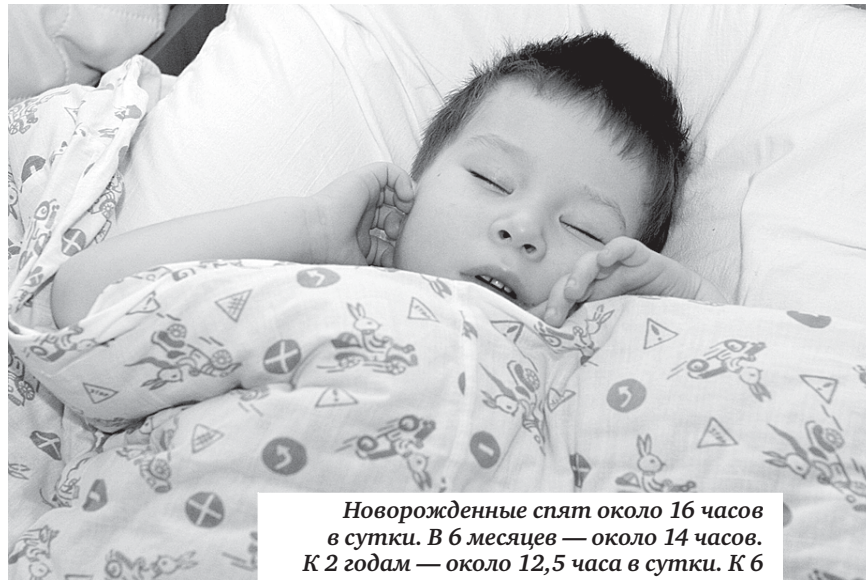 Новорожденные спят около 16 часов
в сутки. В 6 месяцев — около 14 часов.
К 2 годам — около 12,5 часа в сутки. К 6